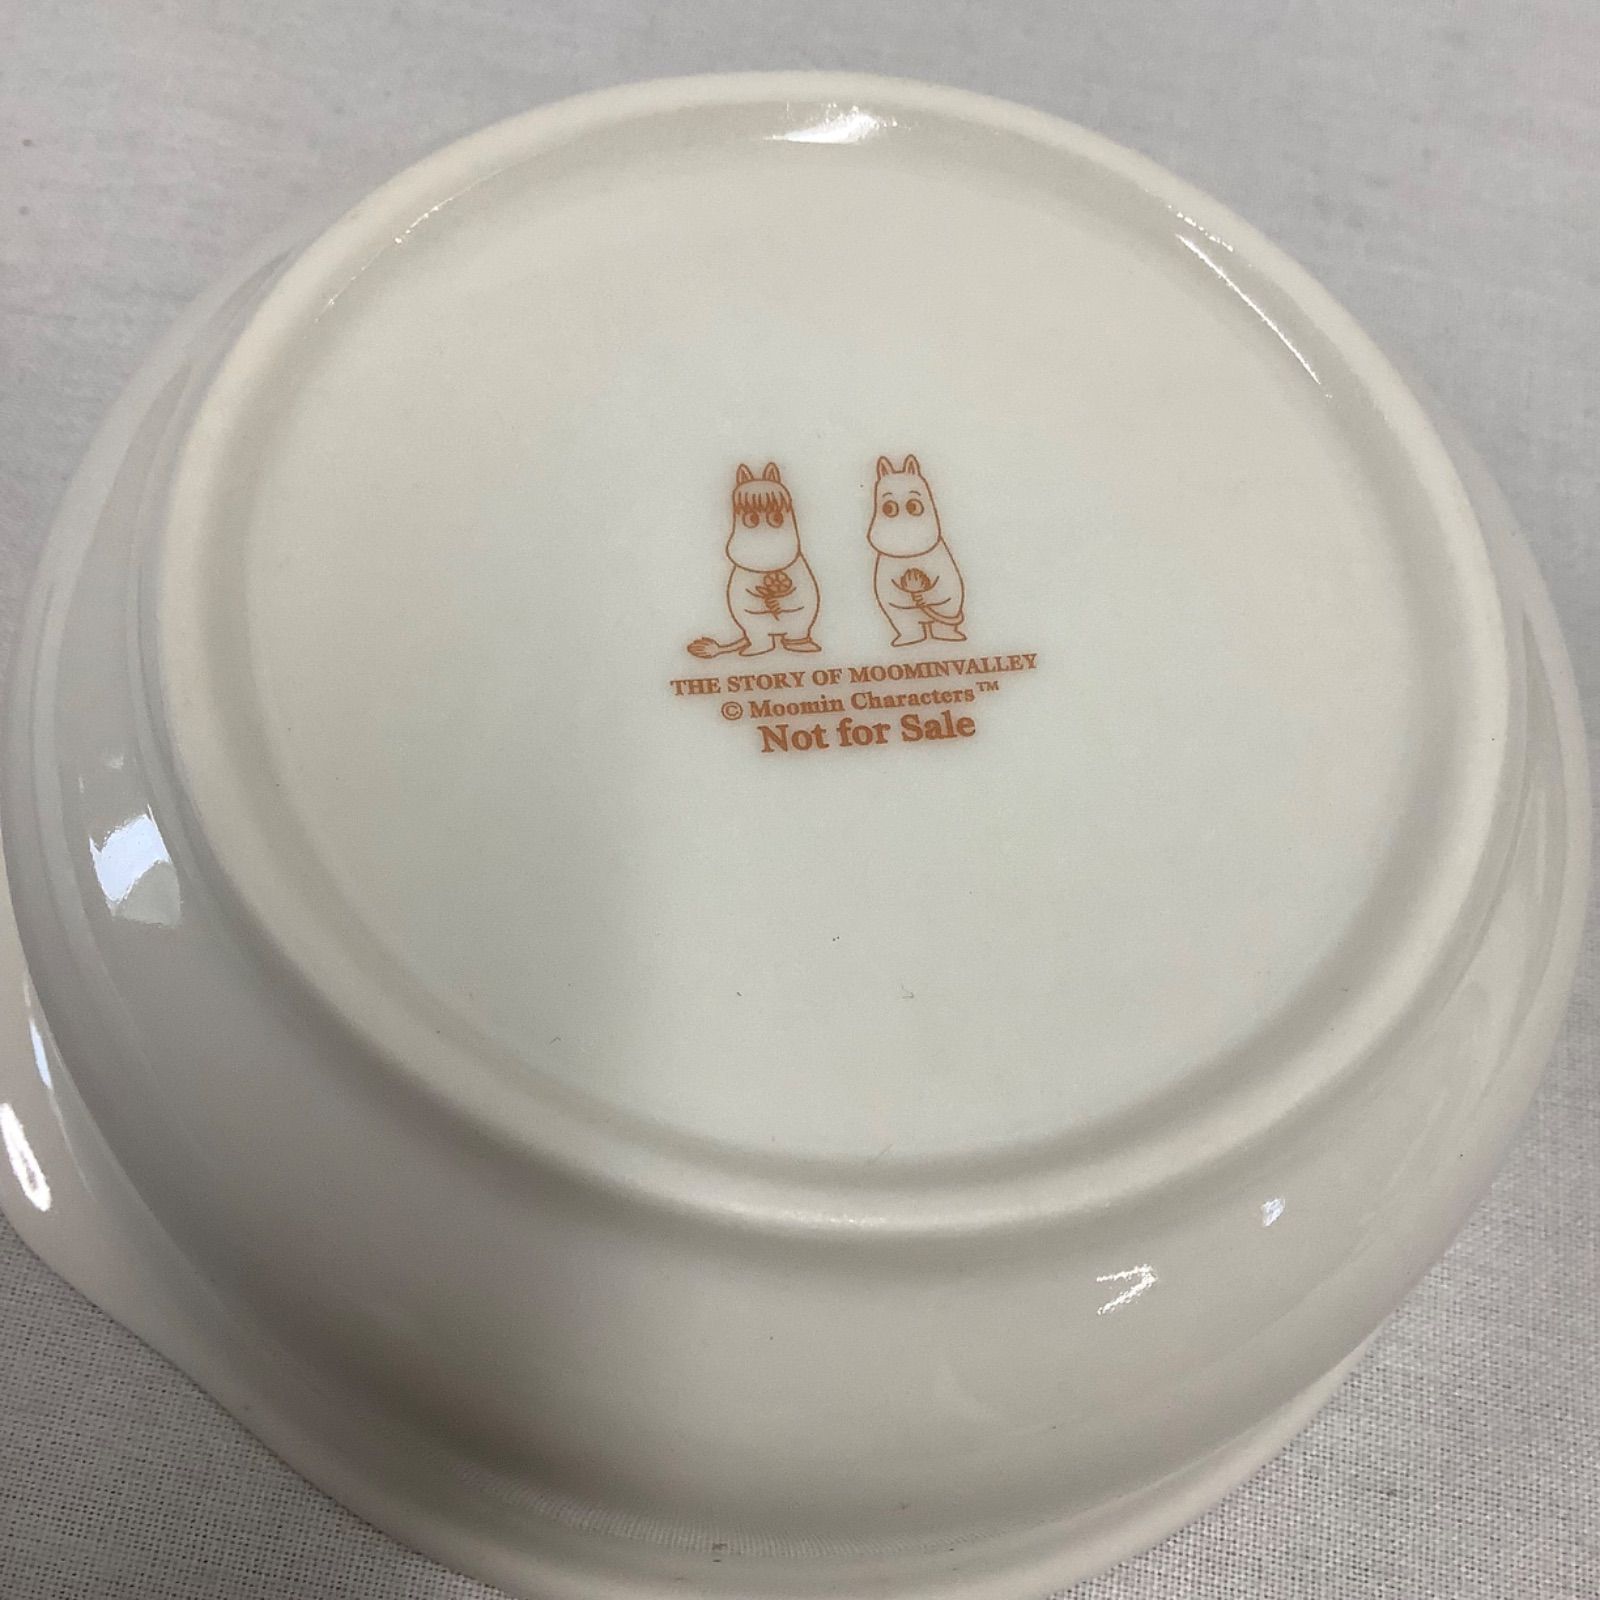 THE STORY OF MOOMINVALLEY
© Moomin Characters™
Not for Sale